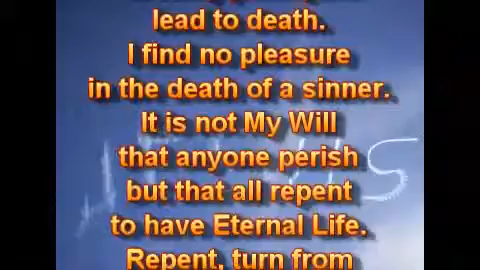 lead to death.
I find no pleasure
in the death of a sinner.
It is not My Will
that anyone perish
but that all repent
to have Eternal Life.
Repent, turn from